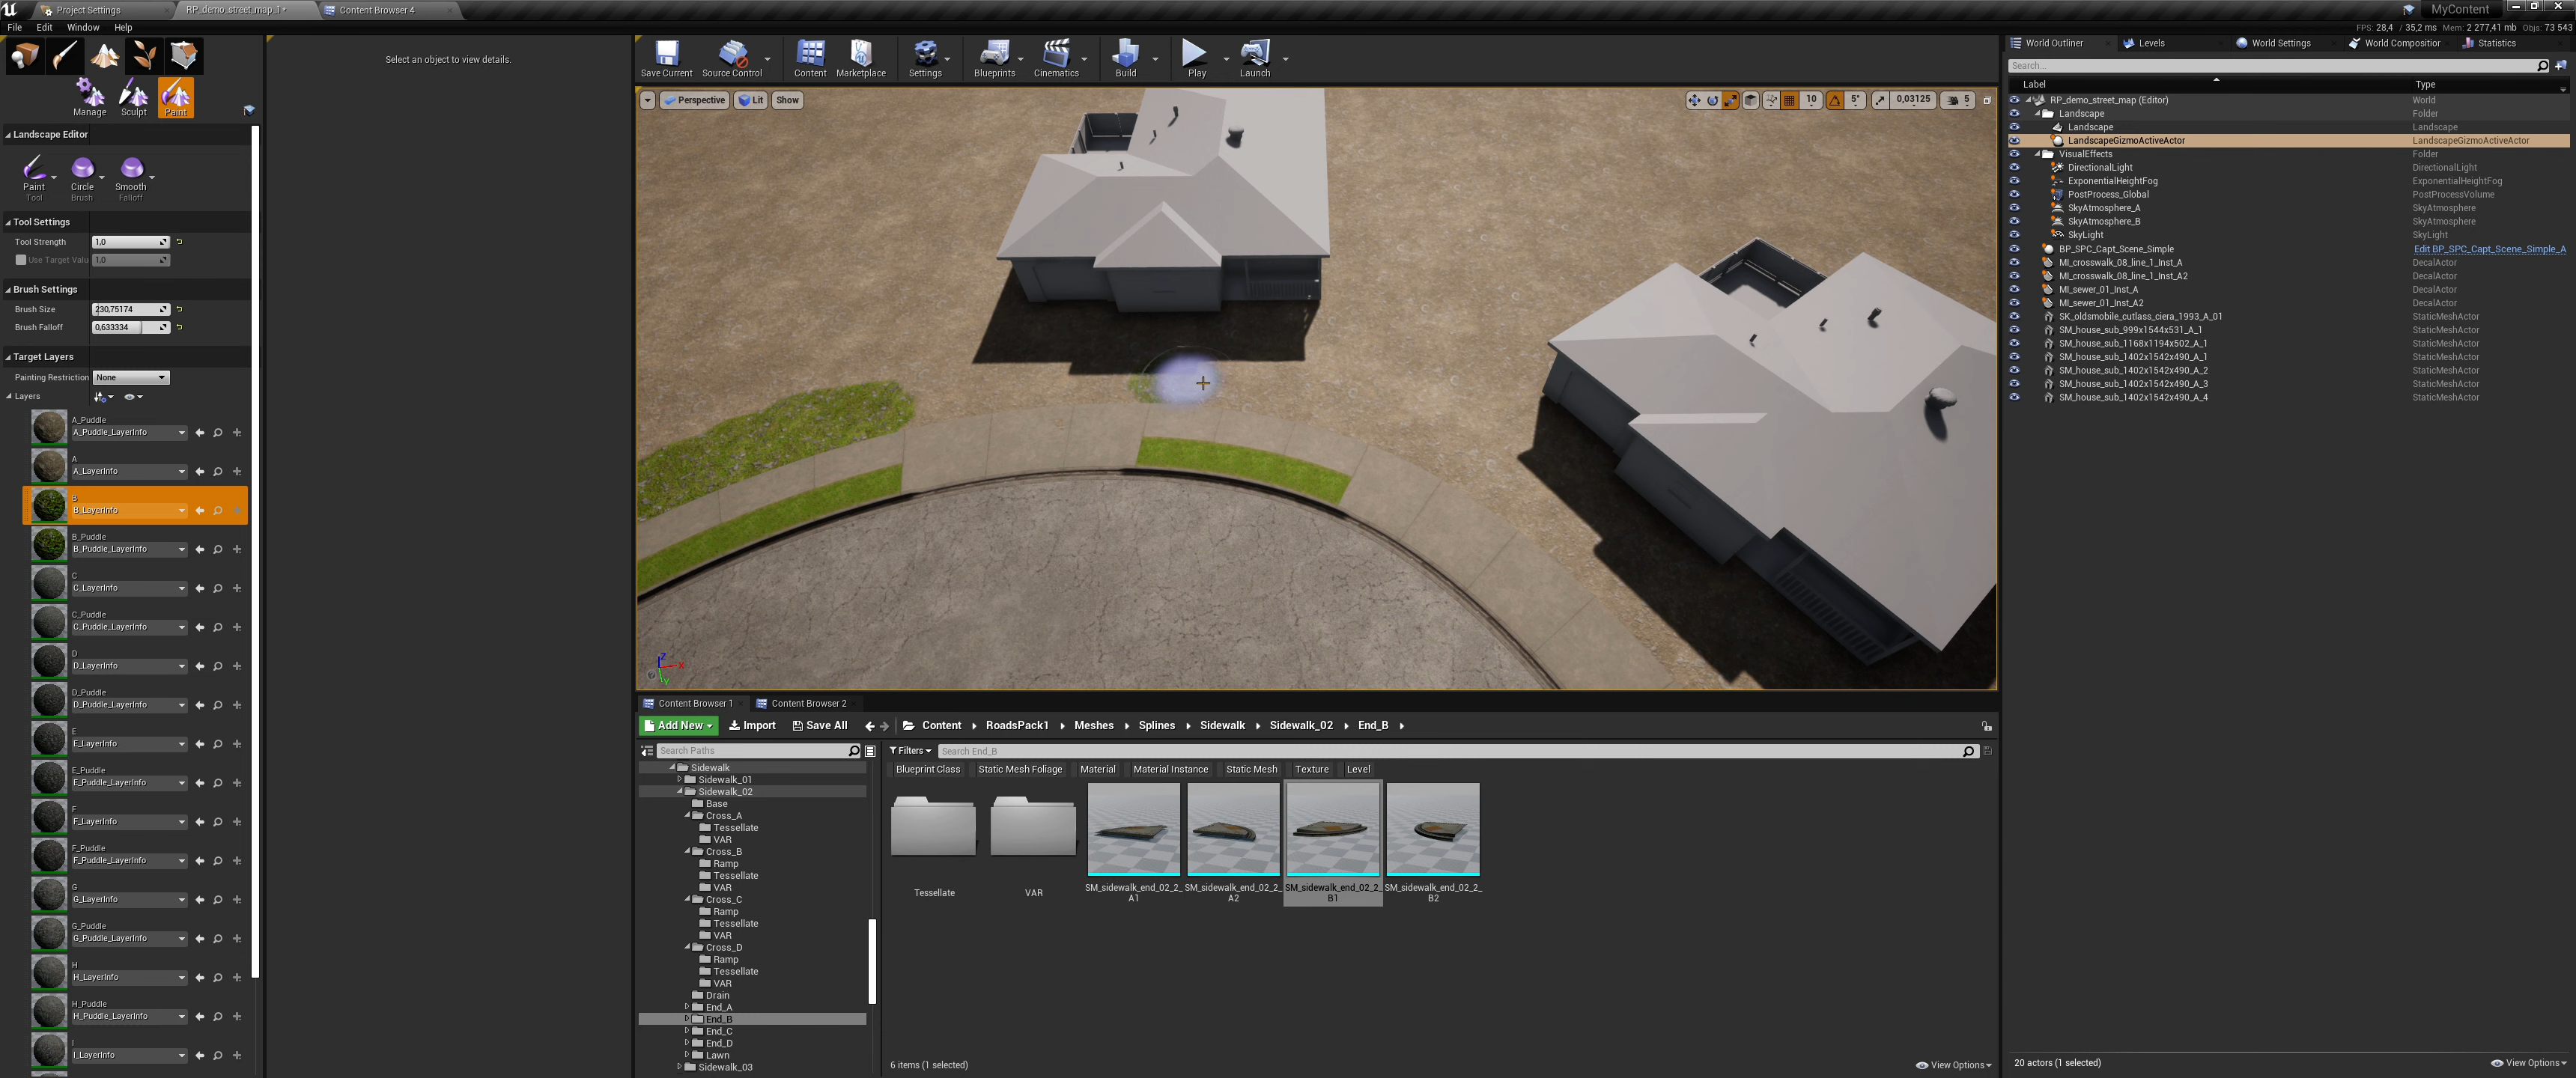 Project Settings
RP_demo_street_map_1*
Content Browser 4
MyContent
File Edit Window Help
FPS: 28,4 / 35,2 ms Mem: 2 277,41 mb Objs: 73 543
Manage Sculpt Paint
Landscape Editor
Paint Circle Smooth
Tool Brush Falloff
Tool Settings
Tool Strength 1,0
Use Target Valu 1,0
Brush Settings
Brush Size 230,75174
Brush Falloff 0,633334
Target Layers
Painting Restriction None
Layers
A_Puddle
A_Puddle_LayerInfo
A
A_LayerInfo
B
B_LayerInfo
B_Puddle
B_Puddle_LayerInfo
C
C_LayerInfo
C_Puddle
C_Puddle_LayerInfo
D
D_LayerInfo
D_Puddle
D_Puddle_LayerInfo
E
E_LayerInfo
E_Puddle
E_Puddle_LayerInfo
F
F_LayerInfo
F_Puddle
F_Puddle_LayerInfo
G
G_LayerInfo
G_Puddle
G_Puddle_LayerInfo
H
H_LayerInfo
H_Puddle
H_Puddle_LayerInfo
I
I_LayerInfo
Select an object to view details.
Save Current Source Control Content Marketplace Settings Blueprints Cinematics Build Play Launch
Perspective Lit Show
10 5° 0,03125 5
Z X Y
Content Browser 1 Content Browser 2
Add New Import Save All Content RoadsPack1 Meshes Splines Sidewalk Sidewalk_02 End_B
Search Paths
Filters Search End_B
Blueprint Class Static Mesh Foliage Material Material Instance Static Mesh Texture Level
Sidewalk
Sidewalk_01
Sidewalk_02
Base
Cross_A
Tessellate
VAR
Cross_B
Ramp
Tessellate
VAR
Cross_C
Ramp
Tessellate
VAR
Cross_D
Ramp
Tessellate
VAR
Drain
End_A
End_B
End_C
End_D
Lawn
Sidewalk_03
Tessellate
VAR
SM_sidewalk_end_02_2_
A1
SM_sidewalk_end_02_2_
A2
SM_sidewalk_end_02_2_
B1
SM_sidewalk_end_02_2_
B2
6 items (1 selected)
View Options
World Outliner Levels World Settings World Compositior Statistics
Search...
Label Type
RP_demo_street_map (Editor) World
Landscape Folder
Landscape Landscape
LandscapeGizmoActiveActor LandscapeGizmoActiveActor
VisualEffects Folder
DirectionalLight DirectionalLight
ExponentialHeightFog ExponentialHeightFog
PostProcess_Global PostProcessVolume
SkyAtmosphere_A SkyAtmosphere
SkyAtmosphere_B SkyAtmosphere
SkyLight SkyLight
BP_SPC_Capt_Scene_Simple Edit BP_SPC_Capt_Scene_Simple_A
MI_crosswalk_08_line_1_Inst_A DecalActor
MI_crosswalk_08_line_1_Inst_A2 DecalActor
MI_sewer_01_Inst_A DecalActor
MI_sewer_01_Inst_A2 DecalActor
SK_oldsmobile_cutlass_ciera_1993_A_01 StaticMeshActor
SM_house_sub_999x1544x531_A_1 StaticMeshActor
SM_house_sub_1168x1194x502_A_1 StaticMeshActor
SM_house_sub_1402x1542x490_A_1 StaticMeshActor
SM_house_sub_1402x1542x490_A_2 StaticMeshActor
SM_house_sub_1402x1542x490_A_3 StaticMeshActor
SM_house_sub_1402x1542x490_A_4 StaticMeshActor
20 actors (1 selected)
View Options